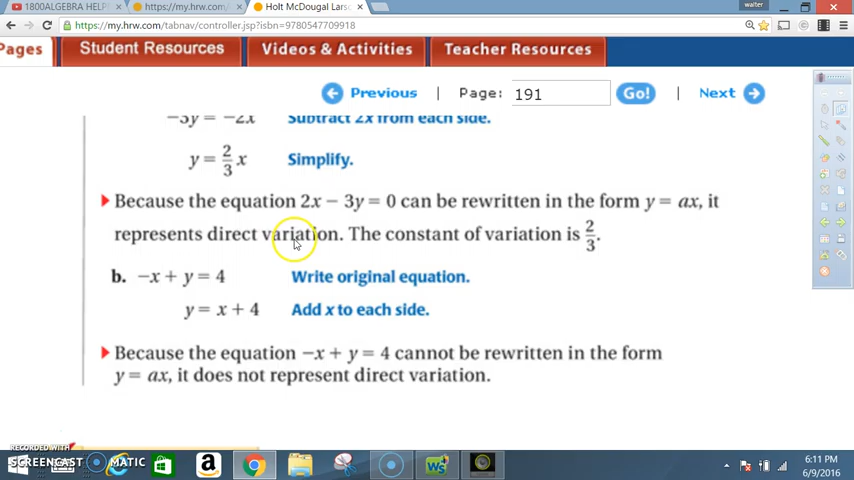 1800ALGEBRA HELP!
https://my.hrw.com/tabnav/
Holt McDougal Lars
walter
https://my.hrw.com/tabnav/controller.jsp?isbn=9780547709918
Pages
Student Resources
Videos & Activities
Teacher Resources
Previous | Page: 191 Go! | Next
−3y = −2x Subtract 2x from each side.
y = 2/3 x Simplify.
Because the equation 2x − 3y = 0 can be rewritten in the form y = ax, it
represents direct variation. The constant of variation is 2/3.
b. −x + y = 4 Write original equation.
y = x + 4 Add x to each side.
Because the equation −x + y = 4 cannot be rewritten in the form
y = ax, it does not represent direct variation.
RECORDED WITH
SCREENCAST MATIC
6:11 PM
6/9/2016